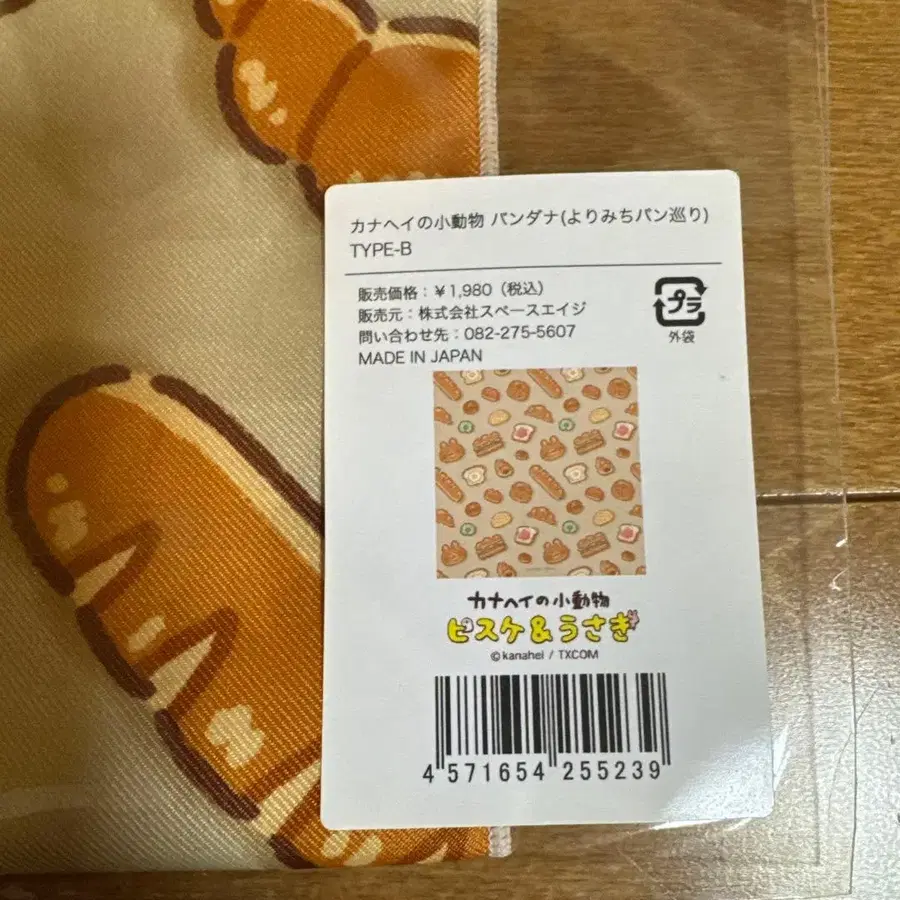 カナヘイの小動物 バンダナ(よりみちパン巡り)
TYPE-B
販売価格：￥1,980（税込）
販売元：株式会社スペースエイジ
問い合わせ先：082-275-5607
MADE IN JAPAN
プラ
外袋
カナヘイの小動物
ピスケ＆うさぎ
©kanahei / TXCOM
4 571654 255239